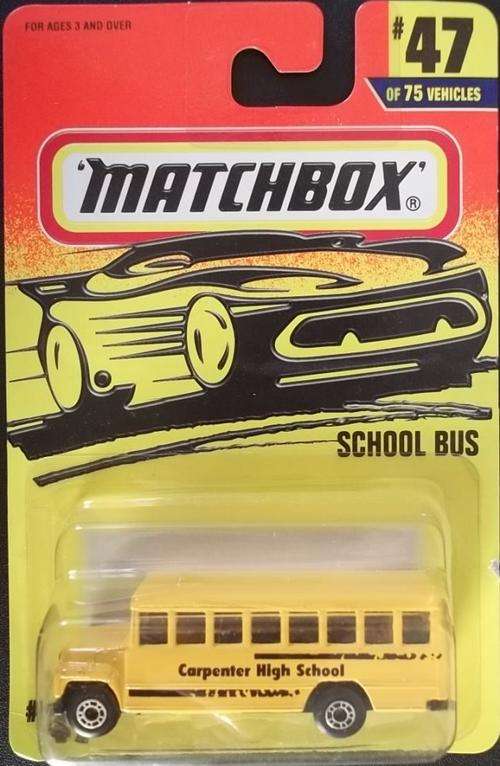 FOR AGES 3 AND OVER
#47
OF 75 VEHICLES
'MATCHBOX'®
SCHOOL BUS
Carpenter High School
#